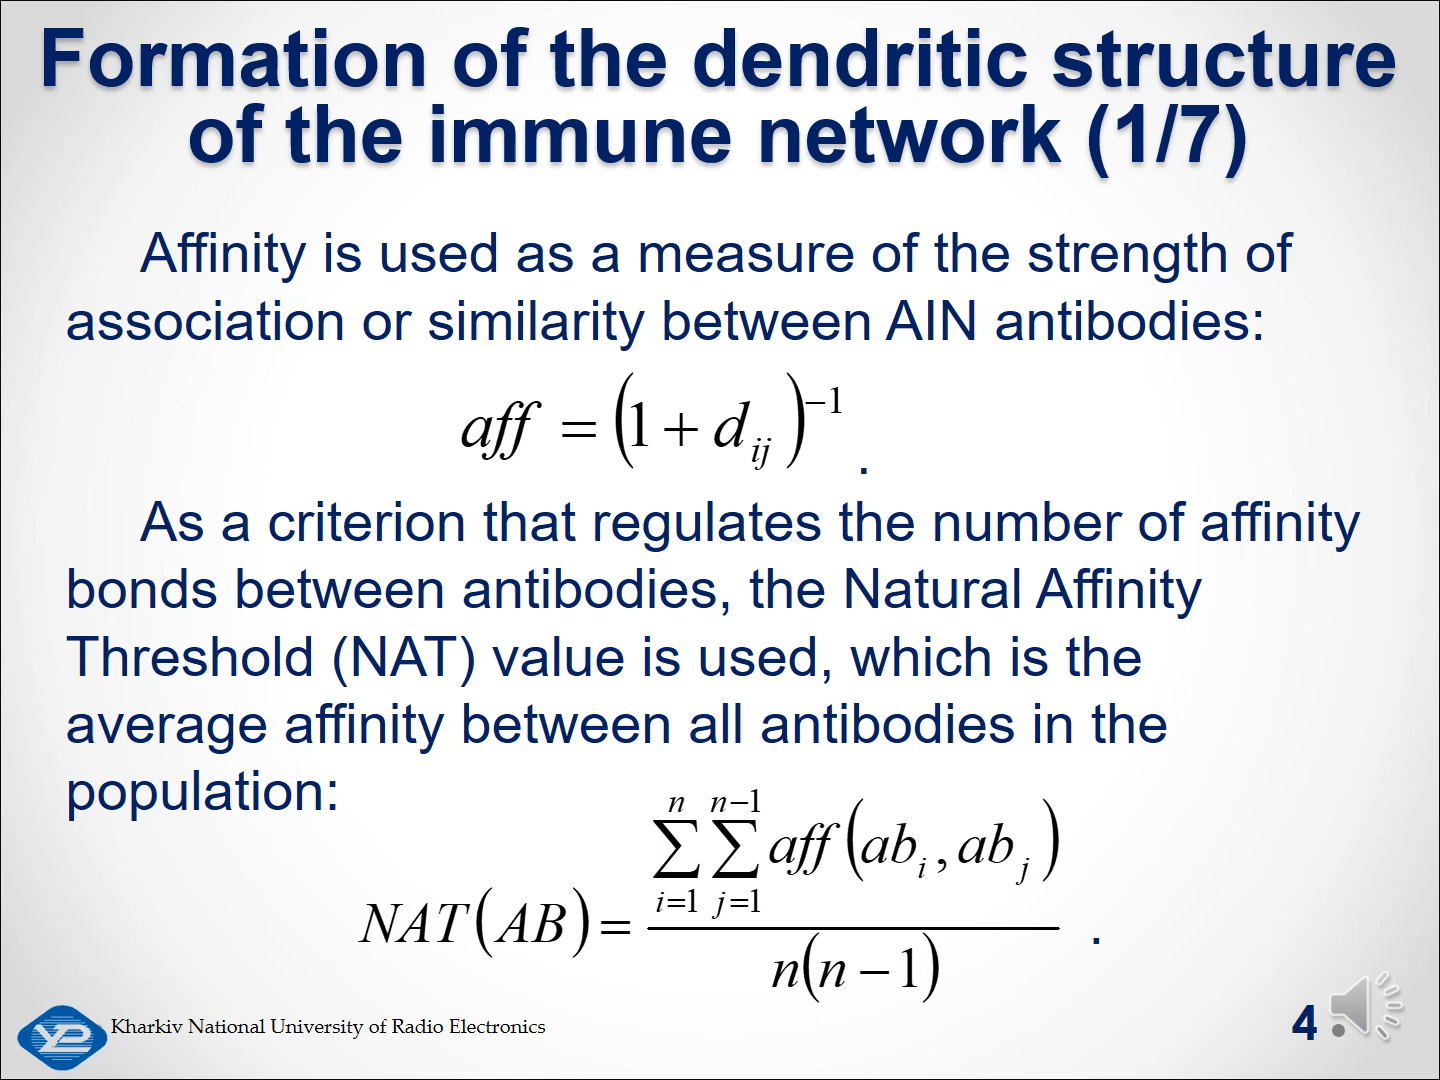 Formation of the dendritic structure
of the immune network (1/7)
Affinity is used as a measure of the strength of
association or similarity between AIN antibodies:
aff = (1 + d_ij)^−1 .
As a criterion that regulates the number of affinity
bonds between antibodies, the Natural Affinity
Threshold (NAT) value is used, which is the
average affinity between all antibodies in the
population:
NAT(AB) = (∑_{i=1}^{n} ∑_{j=1}^{n−1} aff(ab_i, ab_j)) / (n(n − 1)) .
Kharkiv National University of Radio Electronics
4